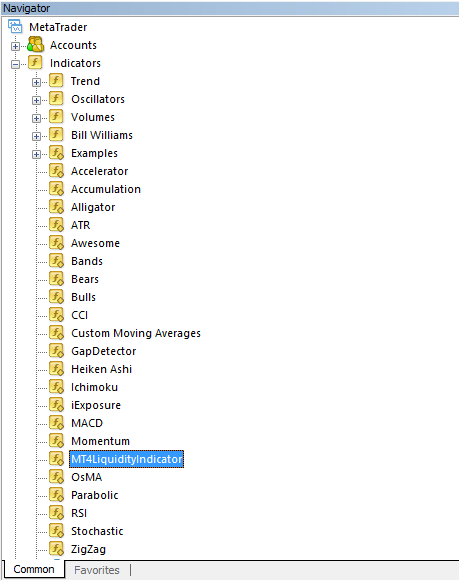 Navigator
MetaTrader
Accounts
Indicators
Trend
Oscillators
Volumes
Bill Williams
Examples
Accelerator
Accumulation
Alligator
ATR
Awesome
Bands
Bears
Bulls
CCI
Custom Moving Averages
GapDetector
Heiken Ashi
Ichimoku
iExposure
MACD
Momentum
MT4LiquidityIndicator
OsMA
Parabolic
RSI
Stochastic
ZigZag
Common Favorites